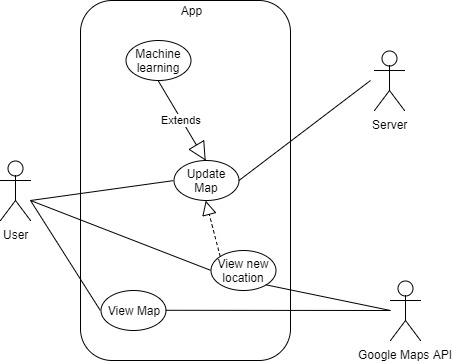 App
Machine
learning
Extends
Server
Update
Map
User
View new
location
View Map
Google Maps API